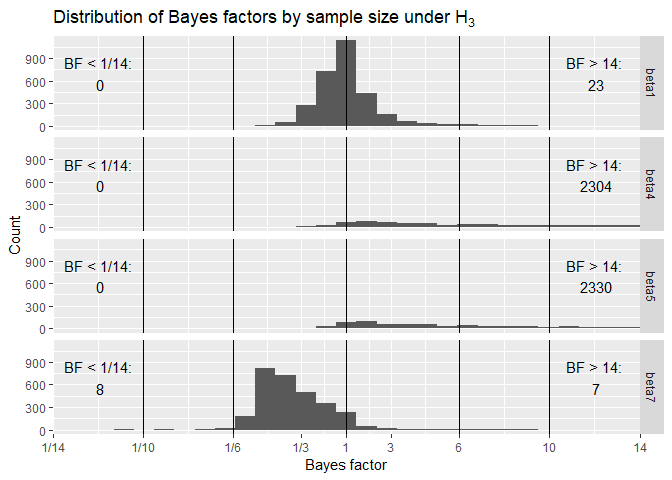 Distribution of Bayes factors by sample size under H₃
BF < 1/14:
0
BF > 14:
23
900
600
300
0
beta1
BF < 1/14:
0
BF > 14:
2304
900
600
300
0
beta4
BF < 1/14:
0
BF > 14:
2330
900
600
300
0
beta5
BF < 1/14:
8
BF > 14:
7
900
600
300
0
beta7
Count
1/14 1/10 1/6 1/3 1 3 6 10 14
Bayes factor